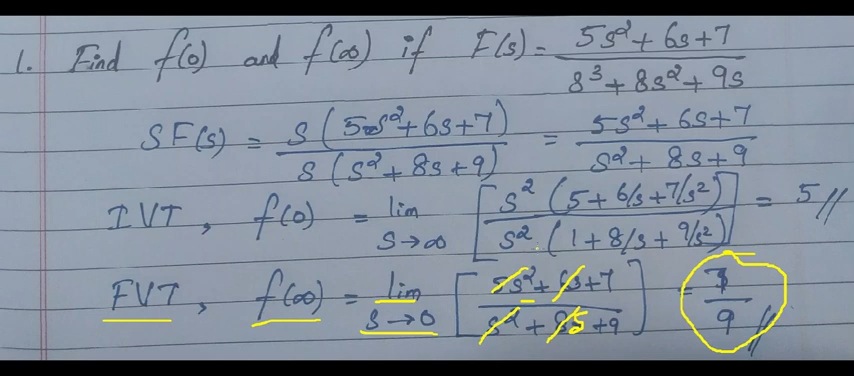 1. Find f(0) and f(∞) if F(s) = 5s²+6s+7 / s³+8s²+9s
SF(s) = s(5s²+6s+7) / s(s²+8s+9) = 5s²+6s+7 / s²+8s+9
IVT, f(0) = lim s→∞ [s²(5+6/s+7/s²) / s²(1+8/s+9/s²)] = 5//
FVT, f(∞) = lim s→0 [5s²+6s+7 / s²+8s+9] = 7/9 //